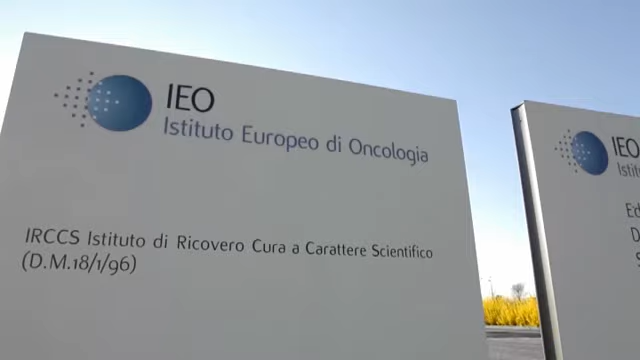 IEO
Istituto Europeo di Oncologia
IRCCS Istituto di Ricovero Cura a Carattere Scientifico
(D.M.18/1/96)
IEO